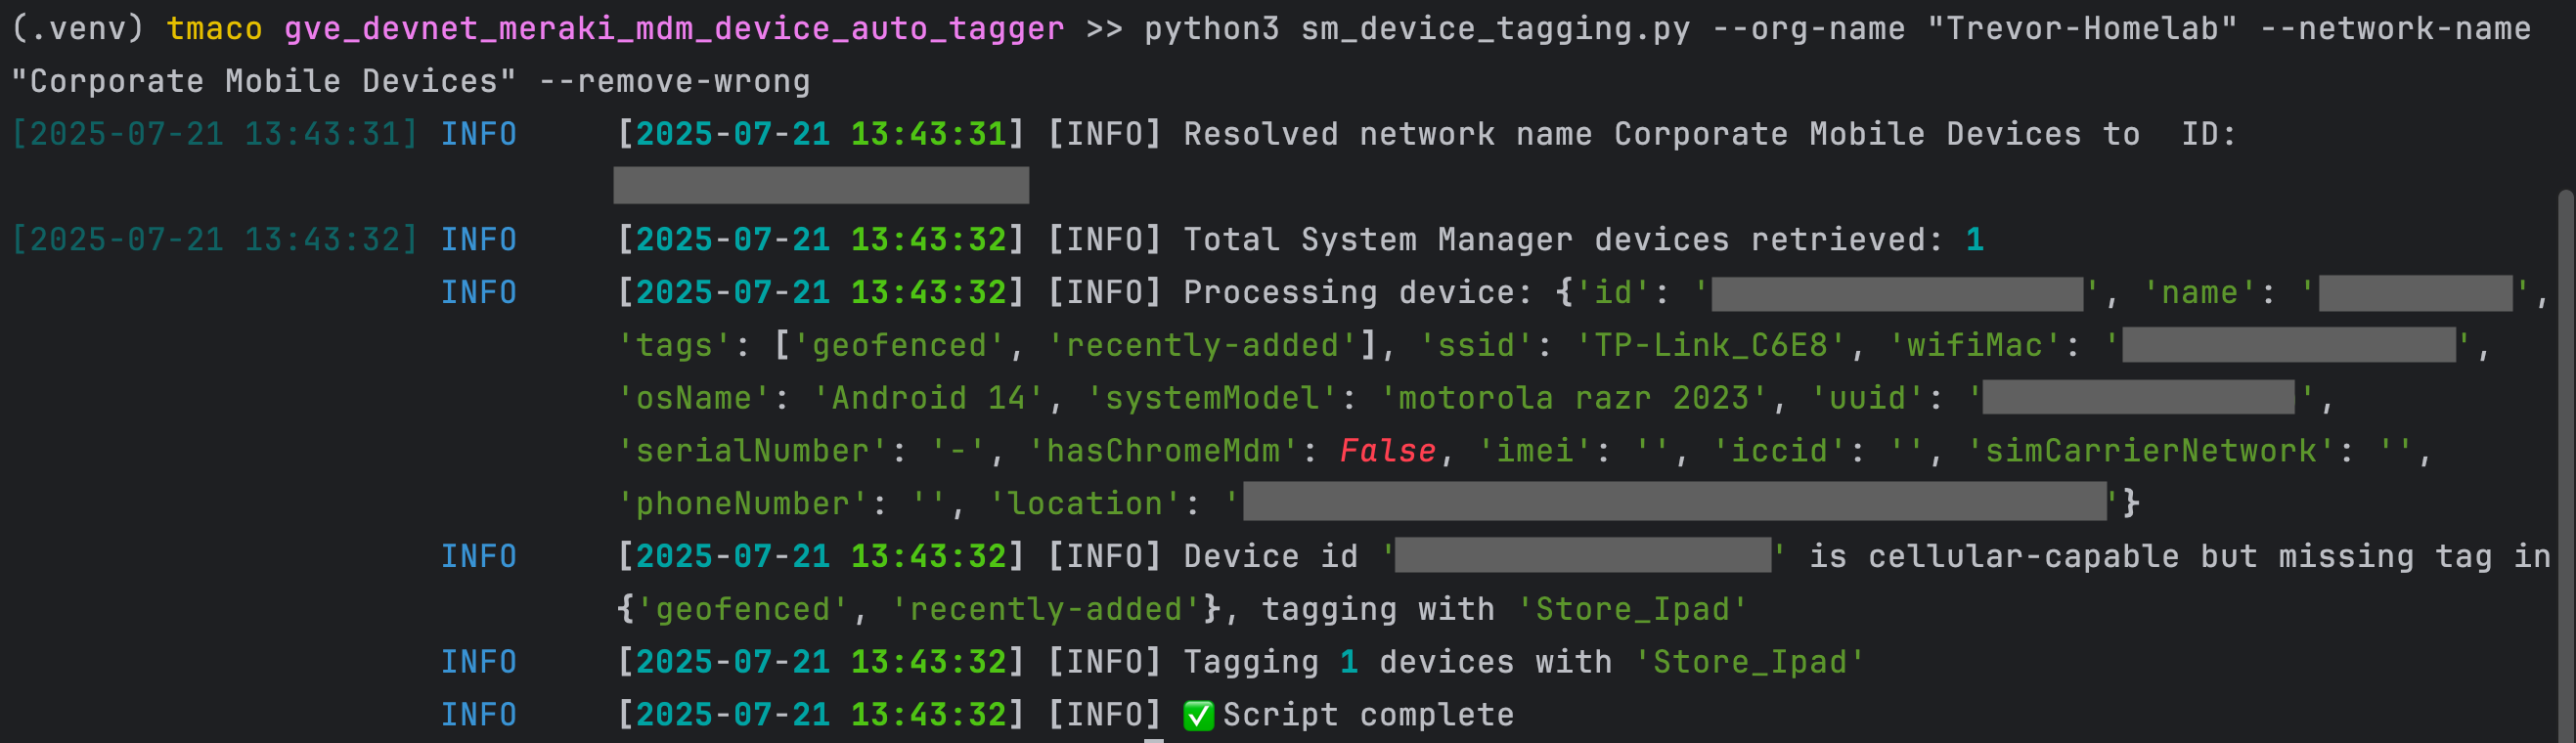 (.venv) tmaco gve_devnet_meraki_mdm_device_auto_tagger >> python3 sm_device_tagging.py --org-name "Trevor-Homelab" --network-name
"Corporate Mobile Devices" --remove-wrong
[2025-07-21 13:43:31] INFO [2025-07-21 13:43:31] [INFO] Resolved network name Corporate Mobile Devices to  ID:
[2025-07-21 13:43:32] INFO [2025-07-21 13:43:32] [INFO] Total System Manager devices retrieved: 1
INFO [2025-07-21 13:43:32] [INFO] Processing device: {'id': '', 'name': '',
'tags': ['geofenced', 'recently-added'], 'ssid': 'TP-Link_C6E8', 'wifiMac': '',
'osName': 'Android 14', 'systemModel': 'motorola razr 2023', 'uuid': '',
'serialNumber': '-', 'hasChromeMdm': False, 'imei': '', 'iccid': '', 'simCarrierNetwork': '',
'phoneNumber': '', 'location': ''}
INFO [2025-07-21 13:43:32] [INFO] Device id '' is cellular-capable but missing tag in
{'geofenced', 'recently-added'}, tagging with 'Store_Ipad'
INFO [2025-07-21 13:43:32] [INFO] Tagging 1 devices with 'Store_Ipad'
INFO [2025-07-21 13:43:32] [INFO] ✅ Script complete